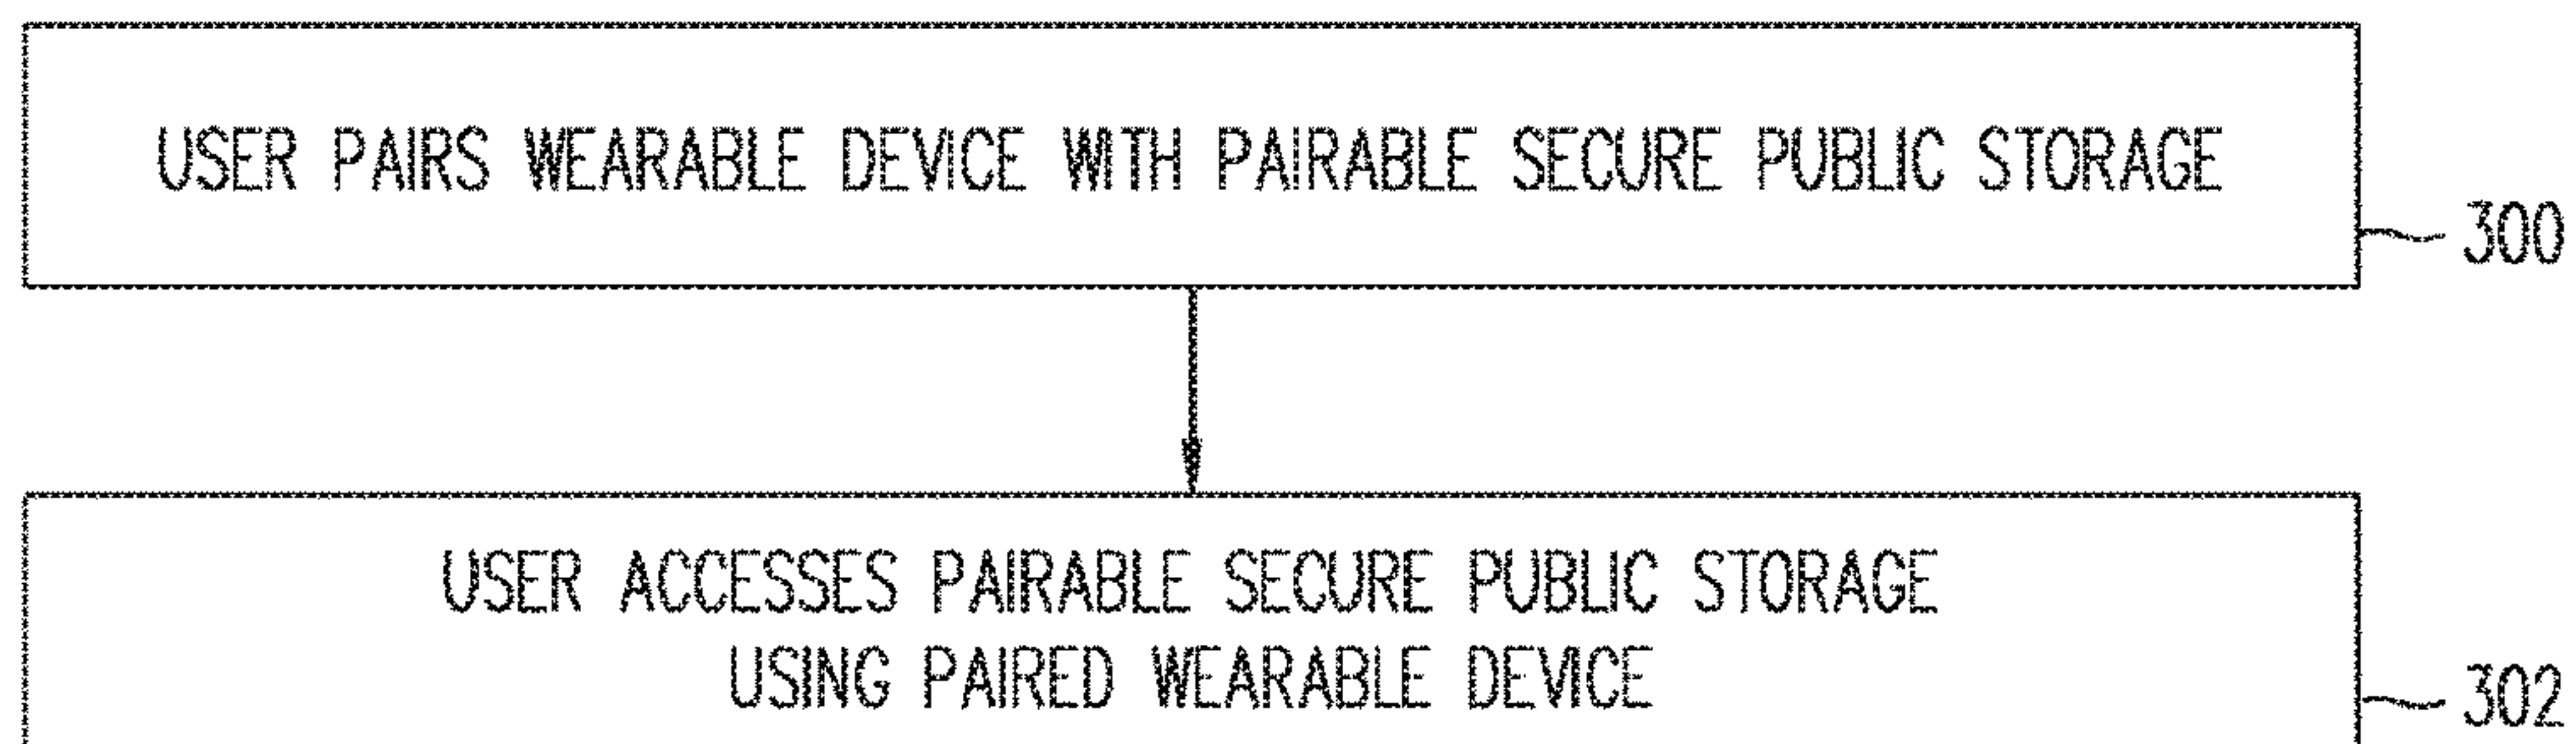 USER PAIRS WEARABLE DEVICE WITH PAIRABLE SECURE PUBLIC STORAGE
300
USER ACCESSES PAIRABLE SECURE PUBLIC STORAGE
USING PAIRED WEARABLE DEVICE
302